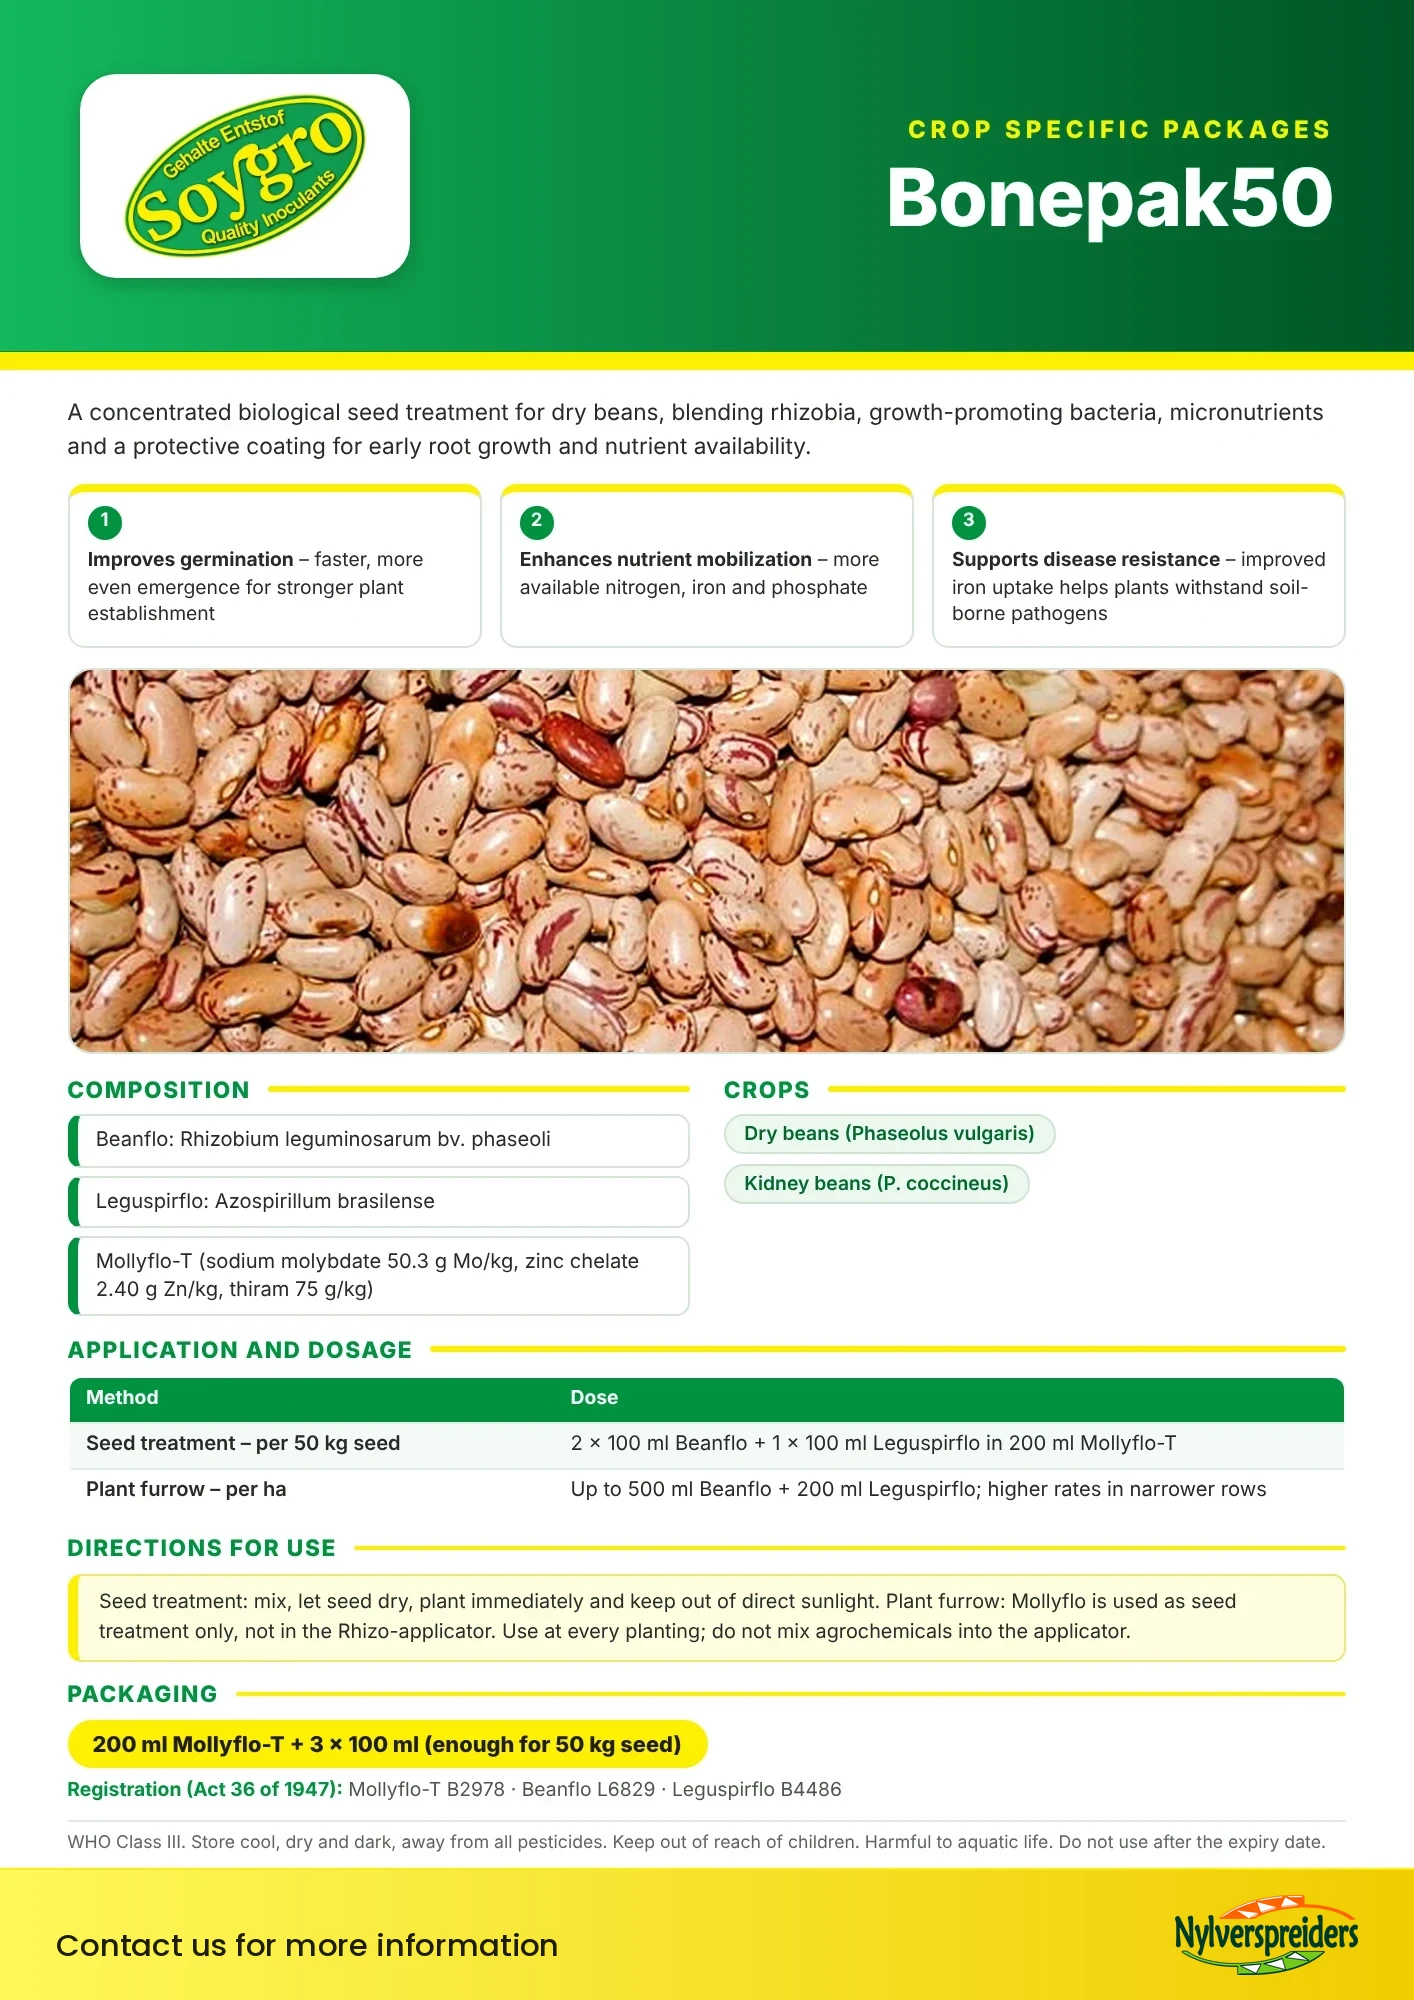 Gehalte Entstof
Soygro
Quality Inoculants
CROP SPECIFIC PACKAGES
Bonepak50
A concentrated biological seed treatment for dry beans, blending rhizobia, growth-promoting bacteria, micronutrients
and a protective coating for early root growth and nutrient availability.
1
Improves germination – faster, more
even emergence for stronger plant
establishment
2
Enhances nutrient mobilization – more
available nitrogen, iron and phosphate
3
Supports disease resistance – improved
iron uptake helps plants withstand soil-
borne pathogens
COMPOSITION
Beanflo: Rhizobium leguminosarum bv. phaseoli
Leguspirflo: Azospirillum brasilense
Mollyflo-T (sodium molybdate 50.3 g Mo/kg, zinc chelate
2.40 g Zn/kg, thiram 75 g/kg)
CROPS
Dry beans (Phaseolus vulgaris)
Kidney beans (P. coccineus)
APPLICATION AND DOSAGE
Method Dose
Seed treatment – per 50 kg seed 2 × 100 ml Beanflo + 1 × 100 ml Leguspirflo in 200 ml Mollyflo-T
Plant furrow – per ha Up to 500 ml Beanflo + 200 ml Leguspirflo; higher rates in narrower rows
DIRECTIONS FOR USE
Seed treatment: mix, let seed dry, plant immediately and keep out of direct sunlight. Plant furrow: Mollyflo is used as seed
treatment only, not in the Rhizo-applicator. Use at every planting; do not mix agrochemicals into the applicator.
PACKAGING
200 ml Mollyflo-T + 3 × 100 ml (enough for 50 kg seed)
Registration (Act 36 of 1947): Mollyflo-T B2978 · Beanflo L6829 · Leguspirflo B4486
WHO Class III. Store cool, dry and dark, away from all pesticides. Keep out of reach of children. Harmful to aquatic life. Do not use after the expiry date.
Contact us for more information
Nylverspreiders